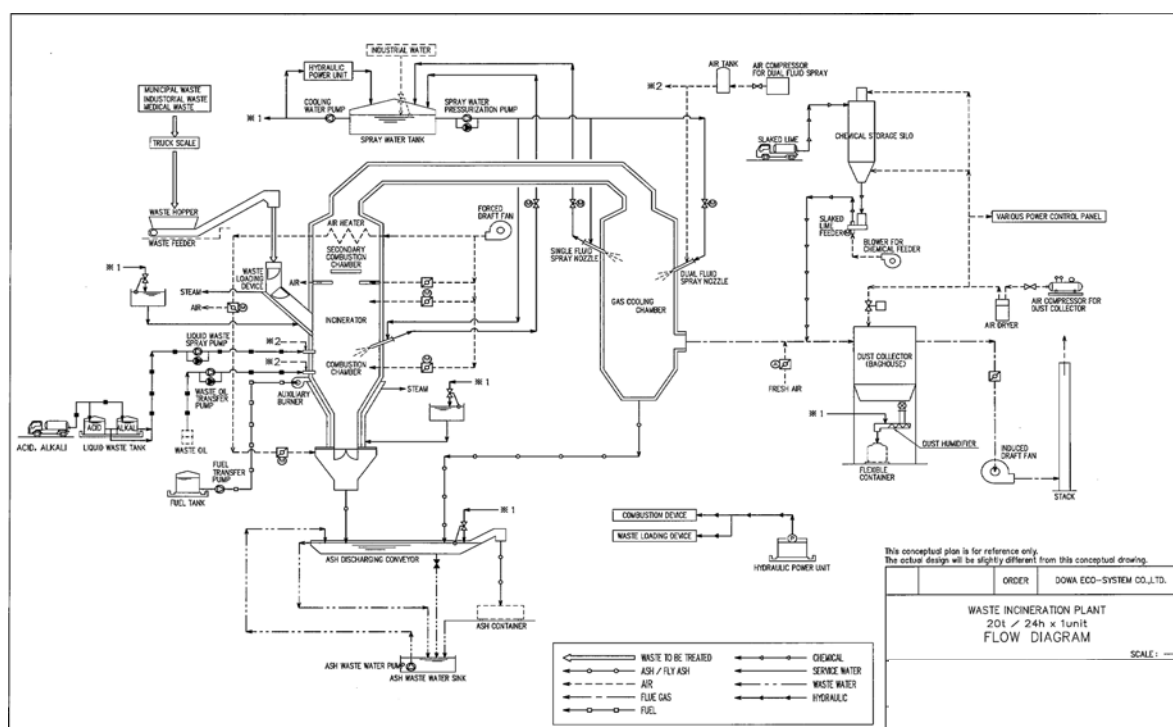 INDUSTRIAL WATER
HYDRAULIC
POWER UNIT
MUNICIPAL WASTE
INDUSTORIAL WASTE
MEDICAL WASTE
※1
COOLING
WATER PUMP
SPRAY WATER
PRESSURIZATION PUMP
SPRAY WATER TANK
※2
AIR TANK
AIR COMPRESSOR
FOR DUAL FLUID SPRAY
TRUCK SCALE
SLAKED LIME
CHEMICAL STORAGE SILO
WASTE HOPPER
WASTE FEEDER
AIR HEATER
FORCED
DRAFT FAN
SECONDARY
COMBUSTION
CHAMBER
SINGLE FLUID
SPRAY NOZZLE
DUAL FLUID
SPRAY NOZZLE
SLAKED
LIME
FEEDER
BLOWER FOR
CHEMICAL FEEDER
VARIOUS POWER CONTROL PANEL
※1
WASTE
LOADING
DEVICE
STEAM
AIR
AIR
INCINERATOR
GAS COOLING
CHAMBER
AIR COMPRESSOR FOR
DUST COLLECTOR
AIR DRYER
LIQUID WASTE
SPRAY PUMP
※2
※2
COMBUSTION
CHAMBER
WASTE OIL
TRANSFER
PUMP
AUXILIARY
BURNER
STEAM
※1
FRESH AIR
DUST COLLECTOR
(BAGHOUSE)
※1
DUST HUMIDIFIER
FLEXIBLE
CONTAINER
INDUCED
DRAFT FAN
STACK
ACID
ALKAL
ACID. ALKALI
LIQUID WASTE TANK
WASTE OIL
FUEL
TRANSFER
PUMP
FUEL TANK
※1
ASH DISCHARGING CONVEYOR
COMBUSTION DEVICE
WASTE LOADING DEVICE
P
HYDRAULIC POWER UNIT
ASH CONTAINER
ASH WASTE WATER PUMP
ASH WASTE WATER SINK
WASTE TO BE TREATED
ASH / FLY ASH
AIR
FLUE GAS
FUEL
CHEMICAL
SERVICE WATER
WASTE WATER
HYDRAULIC
This conceptual plan is for reference only.
The actual design will be slightly different from this conceptual drawing.
ORDER
DOWA ECO-SYSTEM CO.,LTD.
WASTE INCINERATION PLANT
20t / 24h x 1unit
FLOW DIAGRAM
SCALE : ---